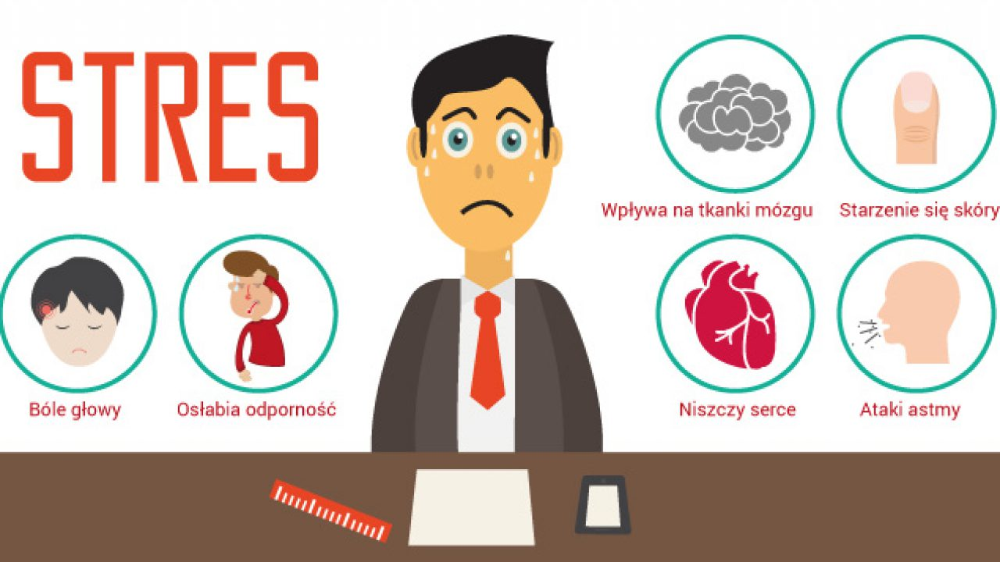 STRES
Wpływa na tkanki mózgu
Starzenie się skóry
Bóle głowy
Osłabia odporność
Niszczy serce
Ataki astmy